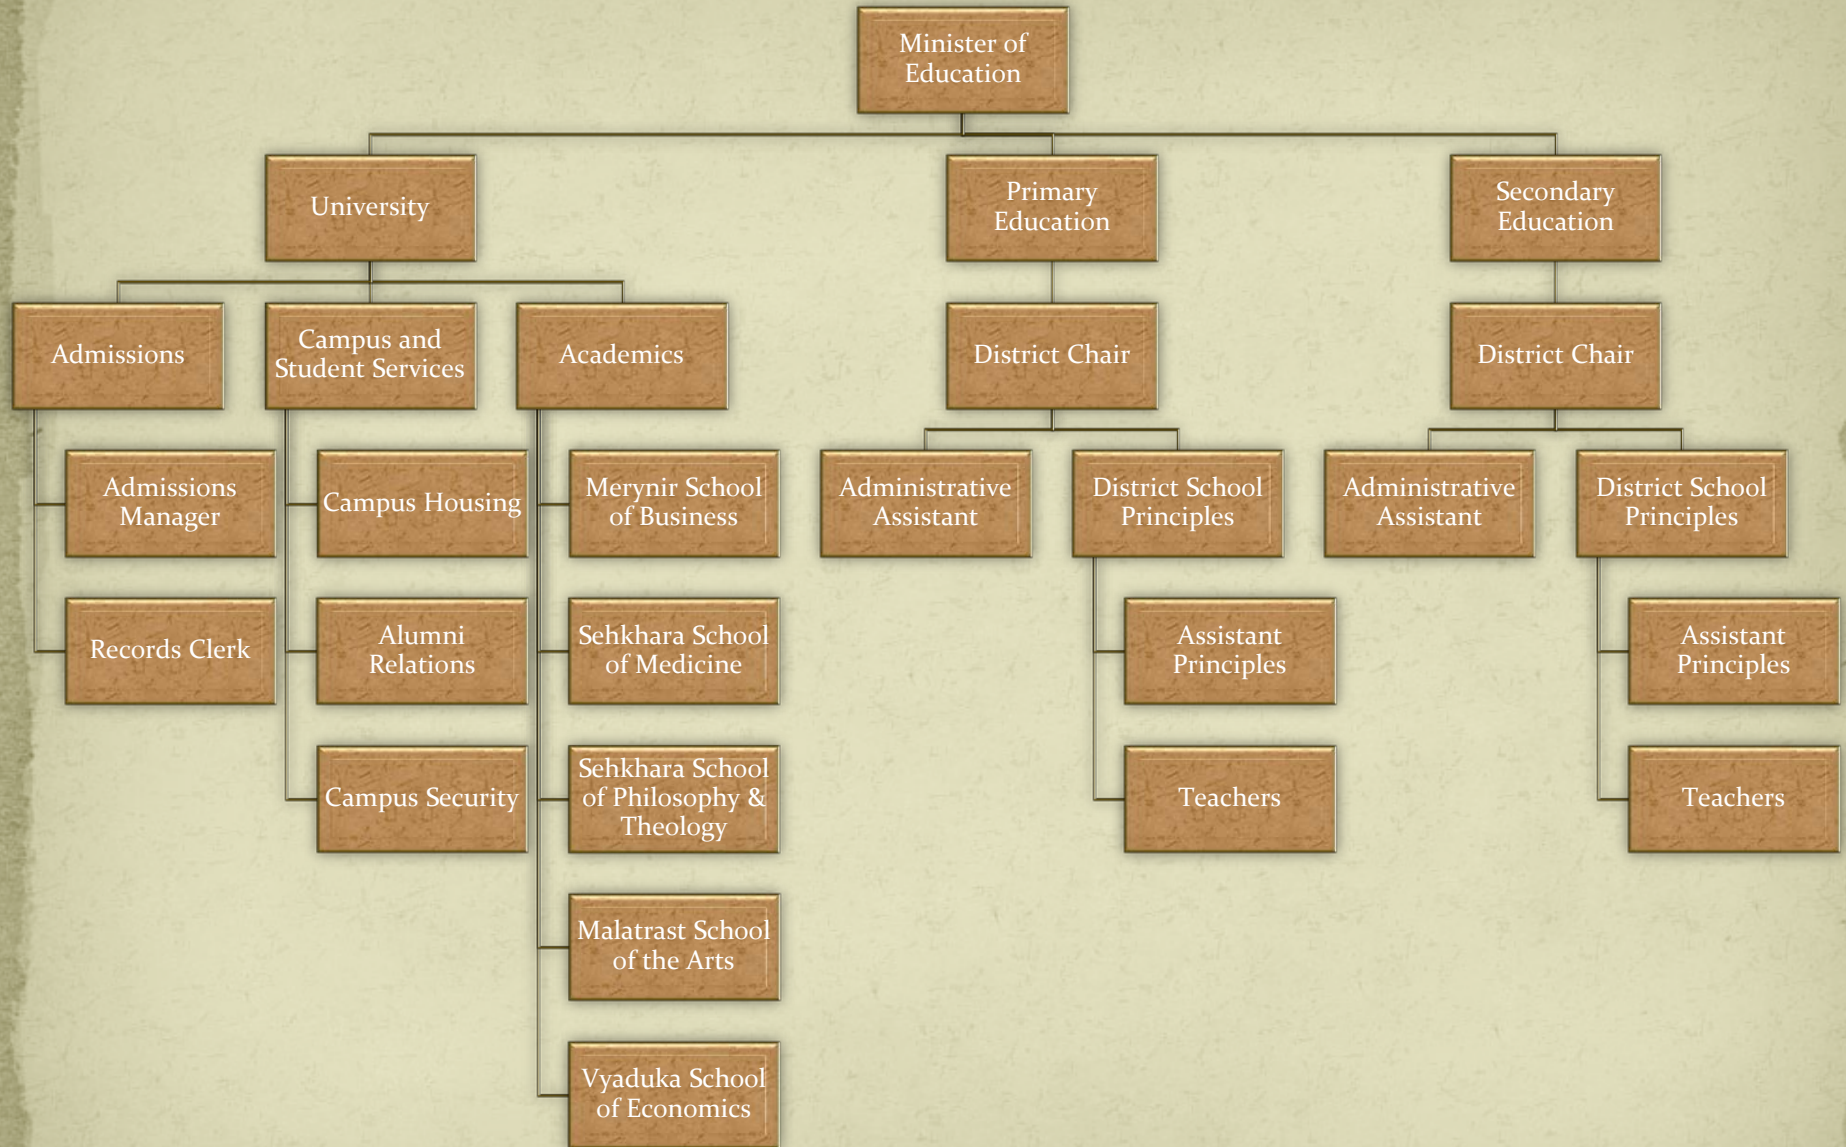 Minister of
Education
University
Primary
Education
Secondary
Education
Admissions
Campus and
Student Services
Academics
District Chair
District Chair
Admissions
Manager
Campus Housing
Merynir School
of Business
Administrative
Assistant
District School
Principles
Administrative
Assistant
District School
Principles
Records Clerk
Alumni
Relations
Sehkhara School
of Medicine
Assistant
Principles
Assistant
Principles
Campus Security
Sehkhara School
of Philosophy &
Theology
Teachers
Teachers
Malatrast School
of the Arts
Vyaduka School
of Economics